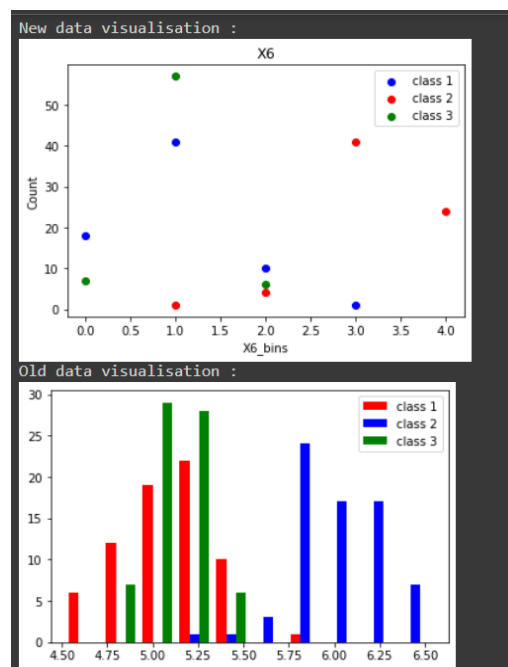 New data visualisation :
X6
class 1
class 2
class 3
50
40
30
20
10
0
Count
0.0 0.5 1.0 1.5 2.0 2.5 3.0 3.5 4.0
X6_bins
Old data visualisation :
class 1
class 2
class 3
30
25
20
15
10
5
0
4.50 4.75 5.00 5.25 5.50 5.75 6.00 6.25 6.50